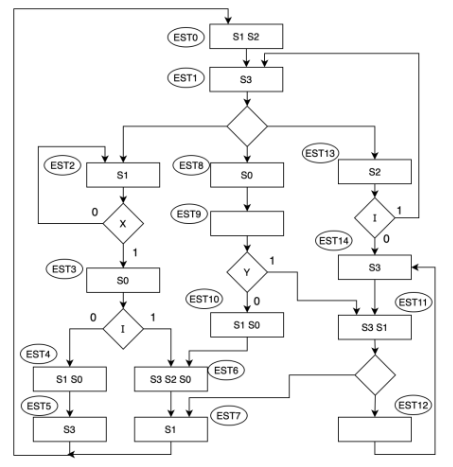 EST0
S1 S2
EST1
S3
EST2
S1
EST8
S0
EST13
S2
0
X
1
EST9
I
1
0
EST3
S0
Y
1
0
EST14
S3
EST10
S1 S0
EST11
S3 S1
0
I
1
EST4
S1 S0
S3 S2 S0
EST6
EST5
S3
S1
EST7
EST12